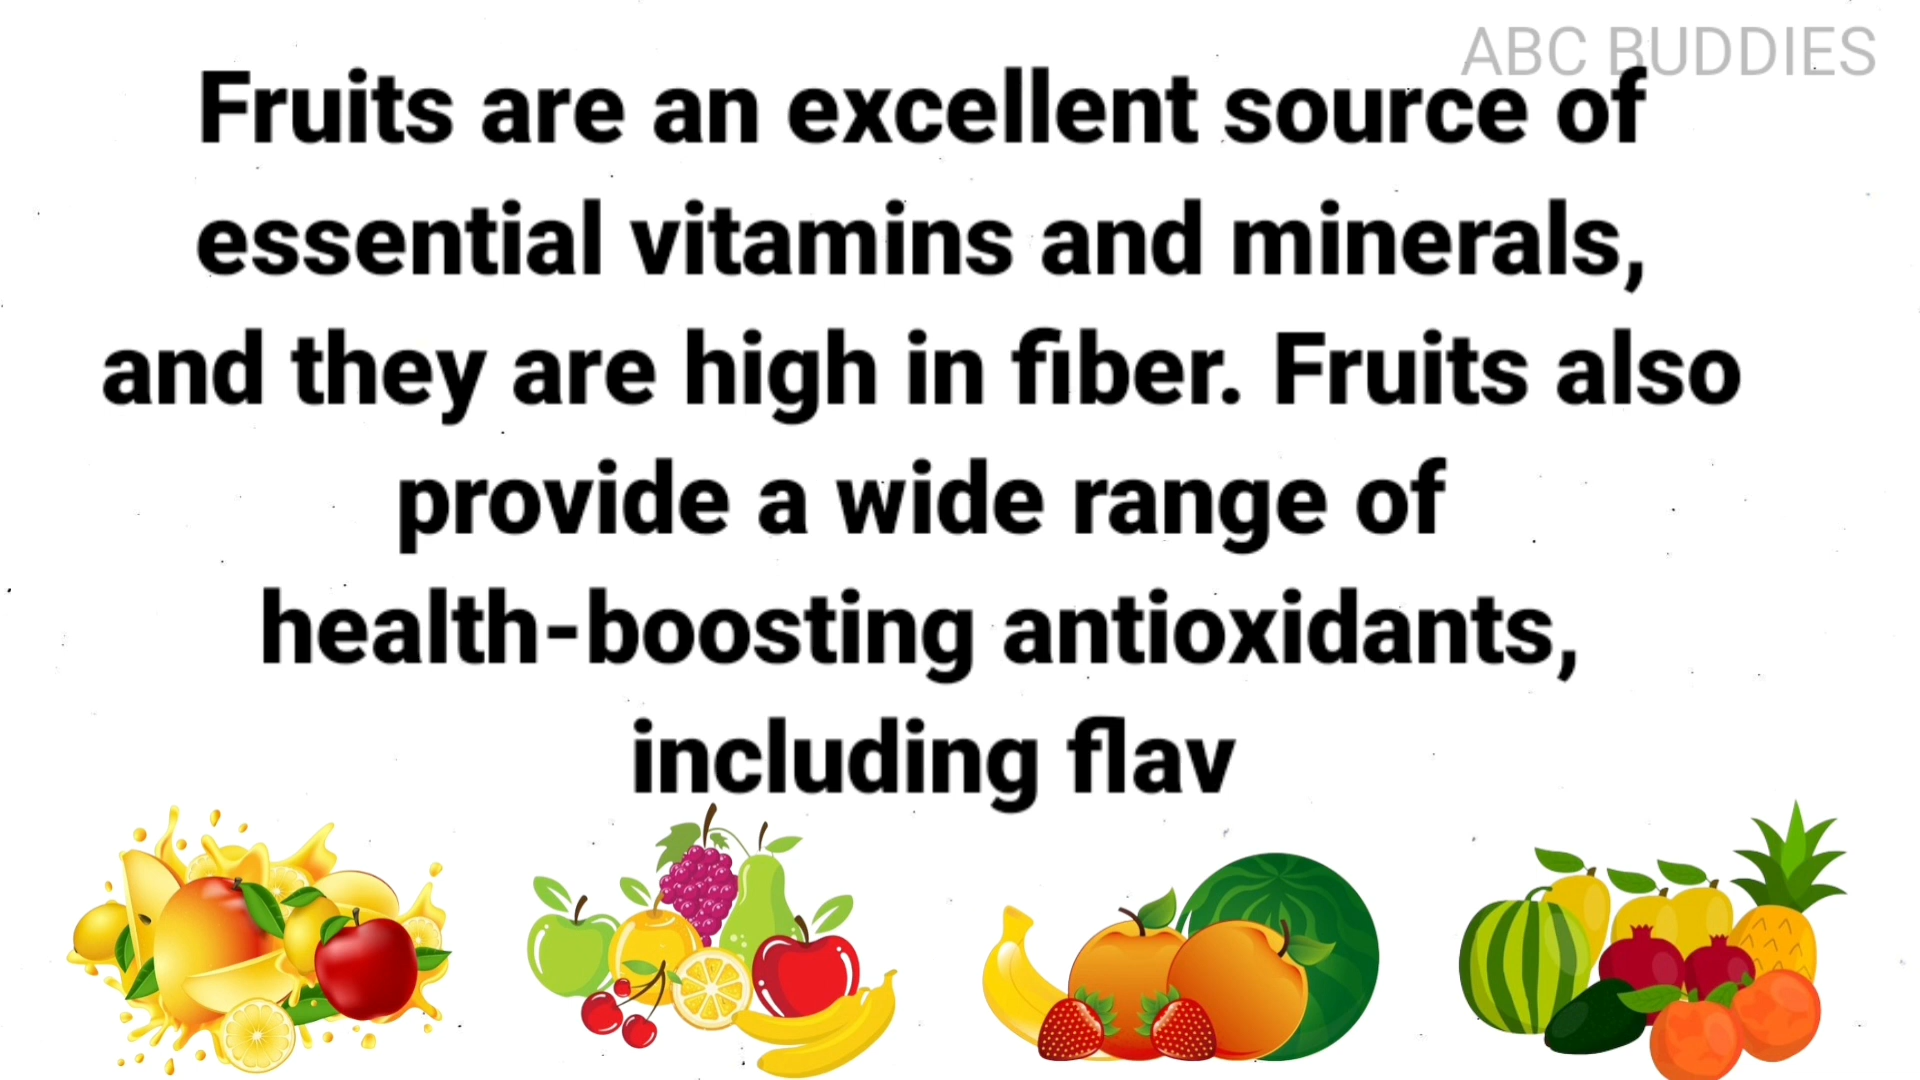 ABC BUDDIES
Fruits are an excellent source of
essential vitamins and minerals,
and they are high in fiber. Fruits also
provide a wide range of
health-boosting antioxidants,
including flav